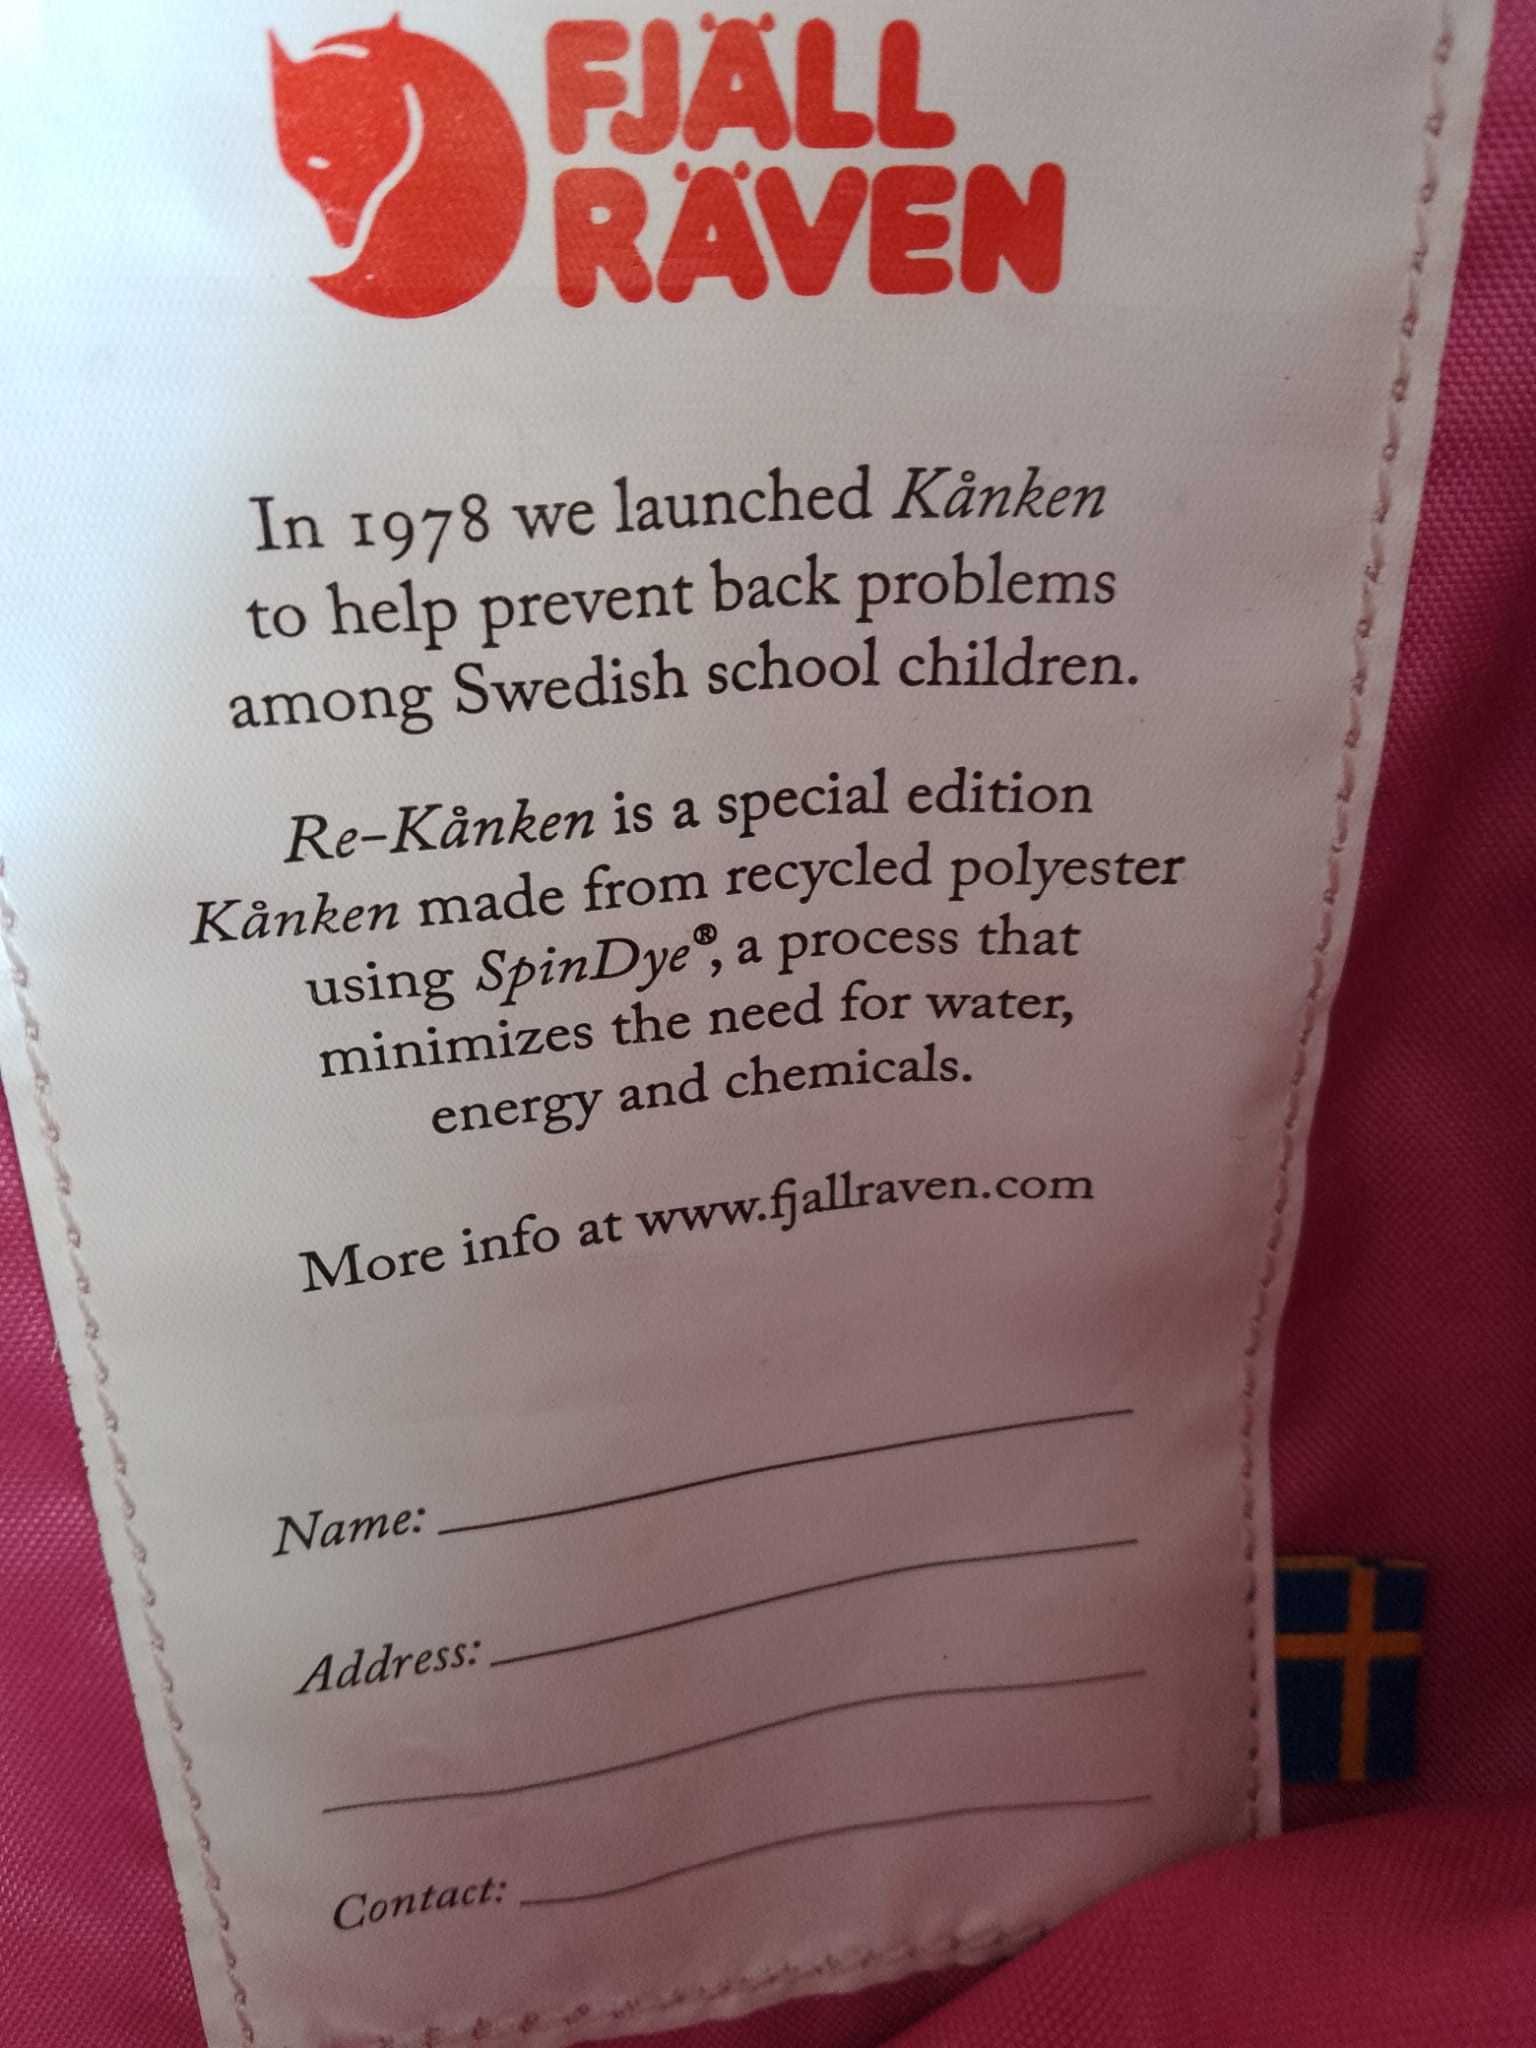 FJÄLL
RÄVEN
In 1978 we launched Kånken
to help prevent back problems
among Swedish school children.
Re-Kånken is a special edition
Kånken made from recycled polyester
using SpinDye®, a process that
minimizes the need for water,
energy and chemicals.
More info at www.fjallraven.com
Name:
Address:
Contact: